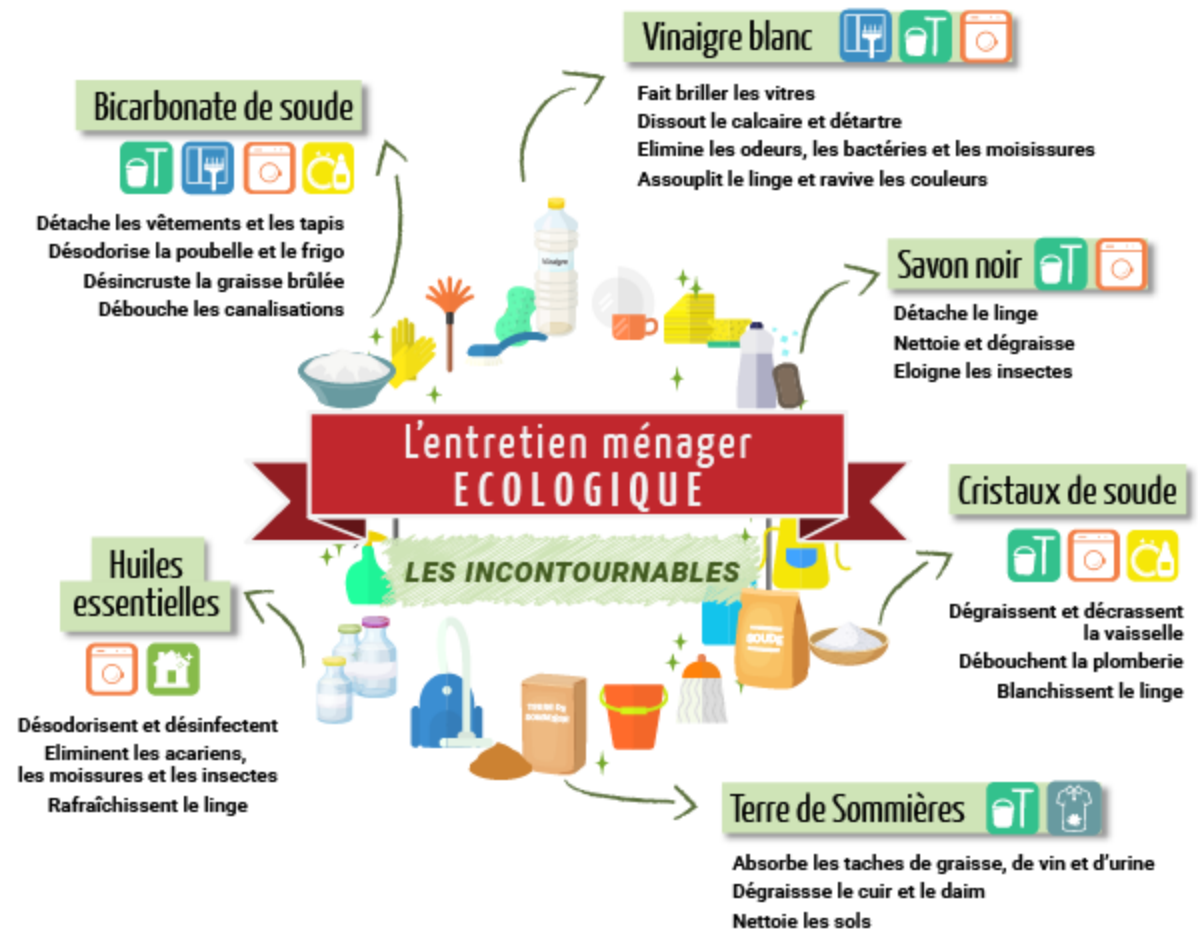 Vinaigre blanc
Fait briller les vitres
Dissout le calcaire et détartre
Elimine les odeurs, les bactéries et les moisissures
Assouplit le linge et ravive les couleurs
Bicarbonate de soude
Détache les vêtements et les tapis
Désodorise la poubelle et le frigo
Désincruste la graisse brûlée
Débouche les canalisations
Vinaigre
Savon noir
Détache le linge
Nettoie et dégraisse
Eloigne les insectes
L'entretien ménager
ECOLOGIQUE
LES INCONTOURNABLES
Cristaux de soude
Dégraissent et décrassent
la vaisselle
Débouchent la plomberie
Blanchissent le linge
SOUDE
Huiles
essentielles
Désodorisent et désinfectent
Eliminent les acariens,
les moissures et les insectes
Rafraîchissent le linge
TERRE DE
SOMMIÈRES
Terre de Sommières
Absorbe les taches de graisse, de vin et d'urine
Dégraissse le cuir et le daim
Nettoie les sols